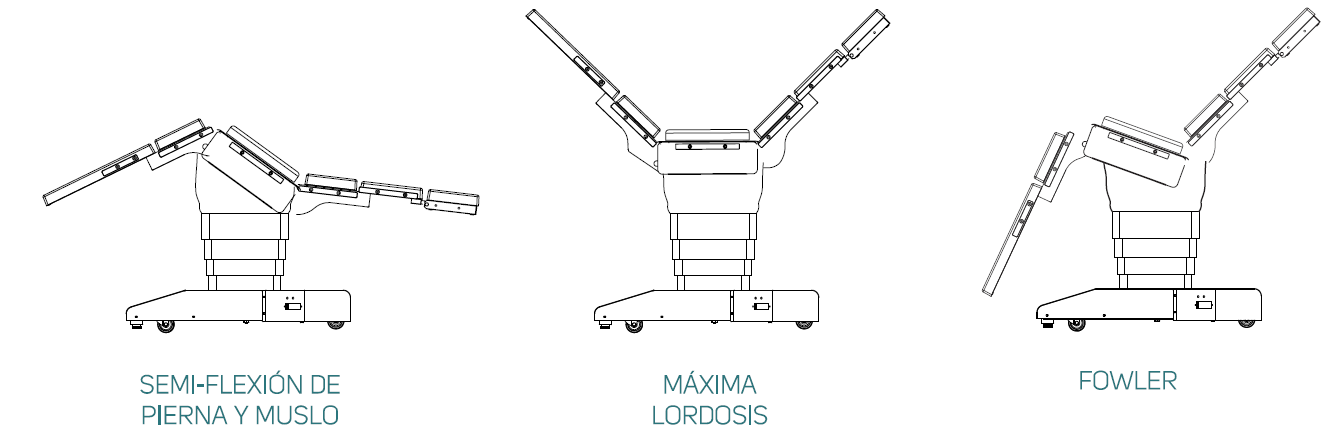 SEMI-FLEXIÓN DE
PIERNA Y MUSLO
MÁXIMA
LORDOSIS
FOWLER